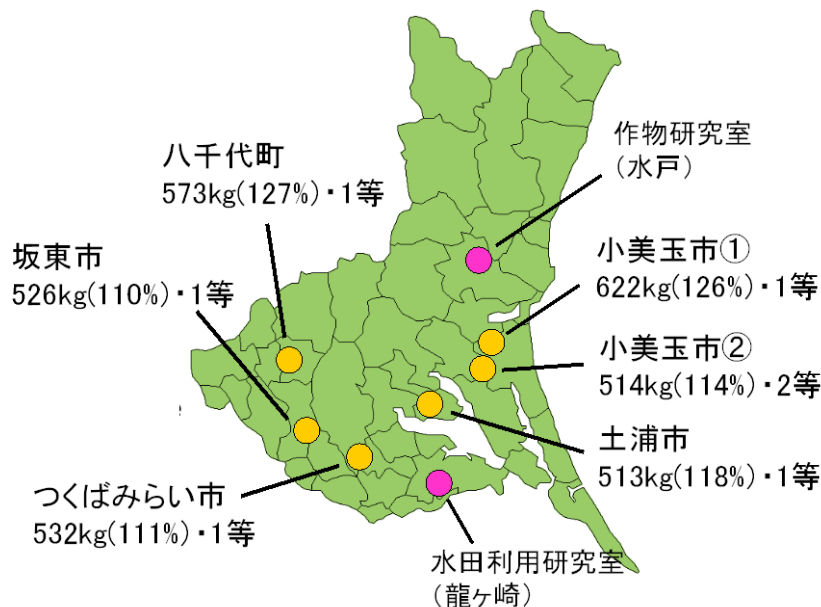 作物研究室
（水戸）
八千代町
573kg(127%)・1等
坂東市
526kg(110%)・1等
小美玉市①
622kg(126%)・1等
小美玉市②
514kg(114%)・2等
土浦市
513kg(118%)・1等
つくばみらい市
532kg(111%)・1等
水田利用研究室
（龍ヶ崎）